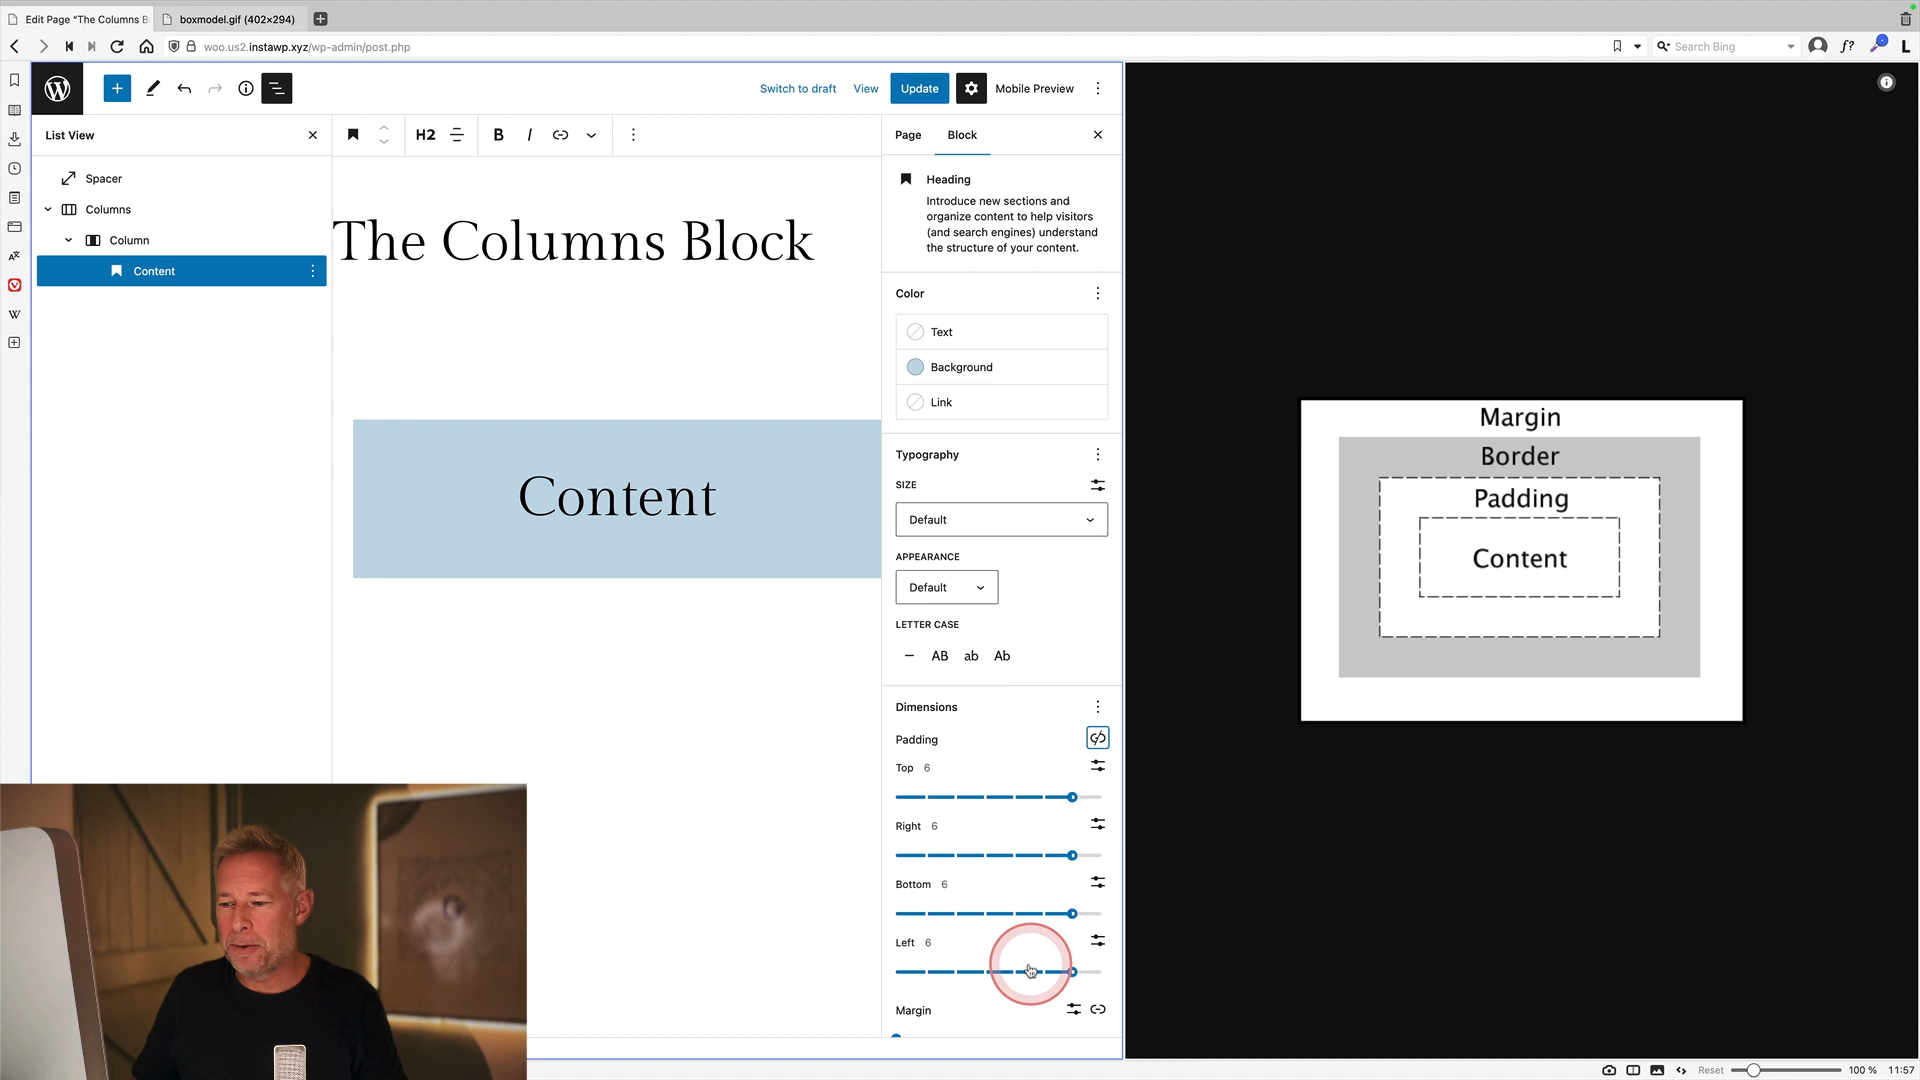 Edit Page "The Columns B
boxmodel.gif (402×294)
woo.us2.instawp.xyz/wp-admin/post.php
Search Bing
f?
L
Switch to draft
View
Update
Mobile Preview
List View
H2
B
I
Page
Block
Spacer
Columns
Column
Content
The Columns Block
Content
Heading
Introduce new sections and
organize content to help visitors
(and search engines) understand
the structure of your content.
Color
Text
Background
Link
Typography
SIZE
Default
APPEARANCE
Default
LETTER CASE
– AB ab Ab
Dimensions
Padding
Top 6
Right 6
Bottom 6
Left 6
Margin
Margin
Border
Padding
Content
Reset
100 %
11:57